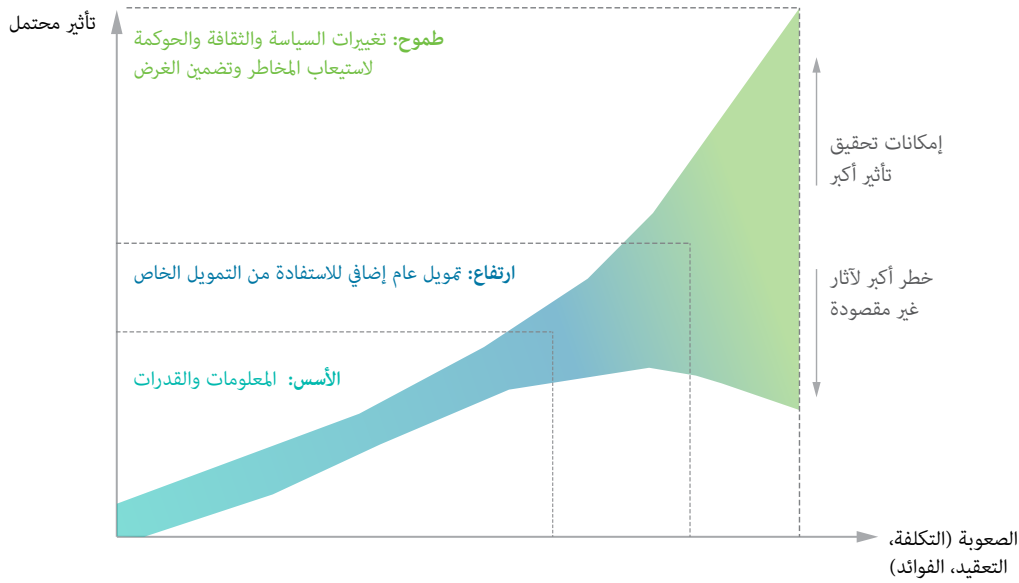 تأثير محتمل
طموح: تغييرات السياسة والثقافة والحوكمة
لاستيعاب المخاطر وتضمين الغرض
إمكانات تحقيق
تأثير أكبر
ارتفاع: تمويل عام إضافي للاستفادة من التمويل الخاص
خطر أكبر لآثار
غير مقصودة
الأسس: المعلومات والقدرات
الصعوبة (التكلفة،
التعقيد، الفوائد)